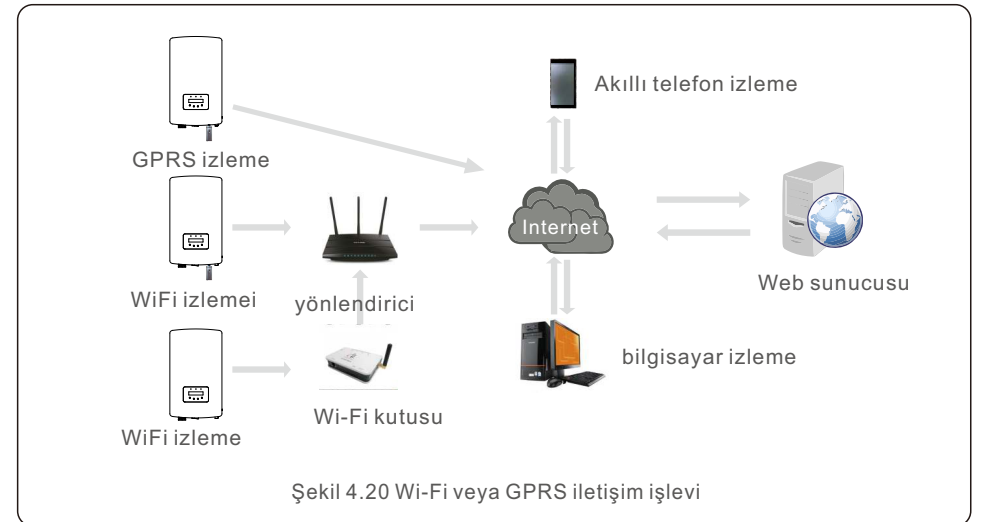 Akıllı telefon izleme
GPRS izleme
Internet
WiFi izlemei
yönlendirici
Web sunucusu
bilgisayar izleme
Wi-Fi kutusu
WiFi izleme
Şekil 4.20 Wi-Fi veya GPRS iletişim işlevi